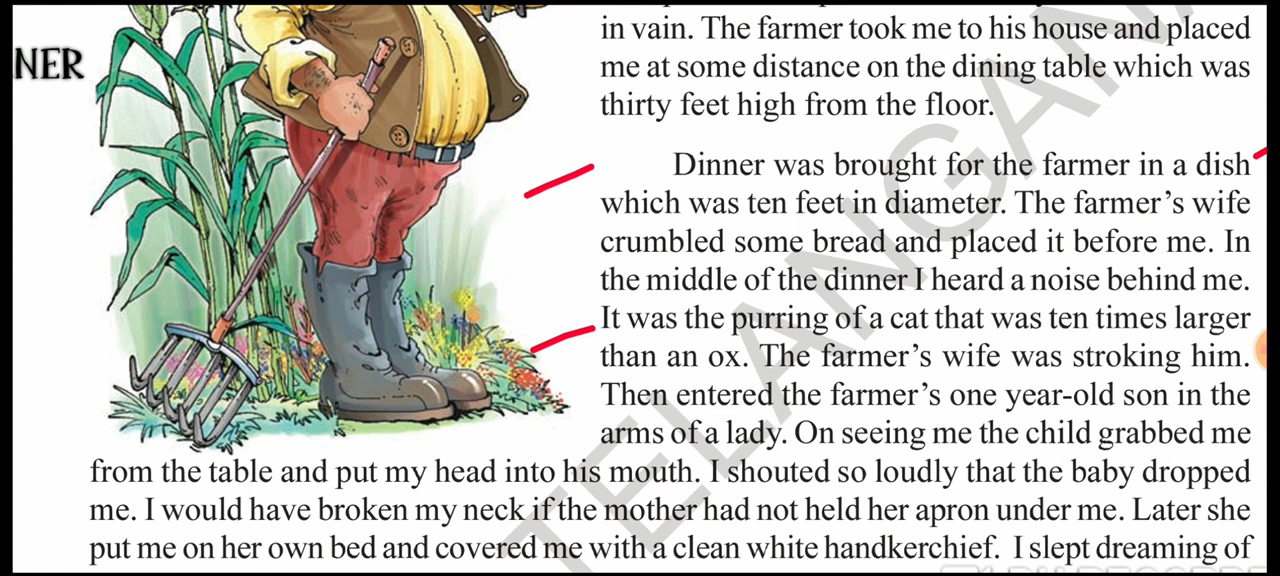 NER
in vain. The farmer took me to his house and placed
me at some distance on the dining table which was
thirty feet high from the floor.
Dinner was brought for the farmer in a dish
which was ten feet in diameter. The farmer’s wife
crumbled some bread and placed it before me. In
the middle of the dinner I heard a noise behind me.
It was the purring of a cat that was ten times larger
than an ox. The farmer’s wife was stroking him.
Then entered the farmer’s one year-old son in the
arms of a lady. On seeing me the child grabbed me
from the table and put my head into his mouth. I shouted so loudly that the baby dropped
me. I would have broken my neck if the mother had not held her apron under me. Later she
put me on her own bed and covered me with a clean white handkerchief. I slept dreaming of
TELANGANA